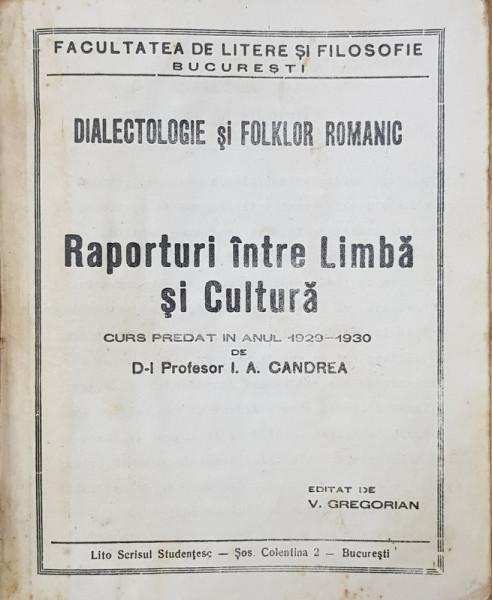 FACULTATEA DE LITERE ȘI FILOSOFIE
BUCUREȘTI
DIALECTOLOGIE și FOLKLOR ROMANIC
Raporturi între Limbă
și Cultură
CURS PREDAT IN ANUL 1929—1930
DE
D-l Profesor I. A. CANDREA
EDITAT DE
V. GREGORIAN
Lito Scrisul Studențesc — Șos. Colentina 2 — București